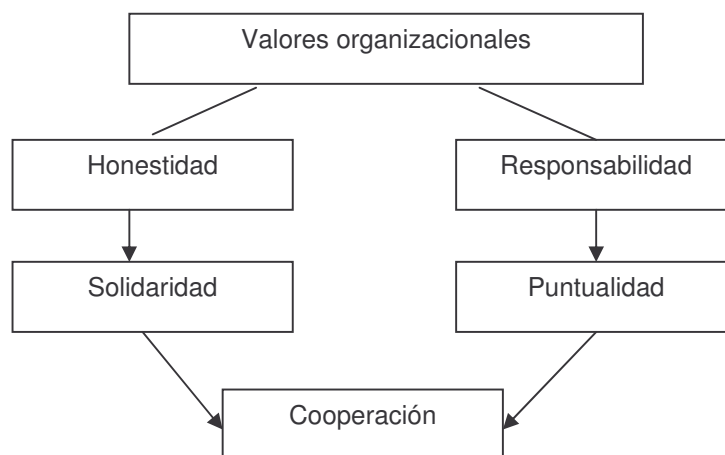 Valores organizacionales
Honestidad
Responsabilidad
Solidaridad
Puntualidad
Cooperación